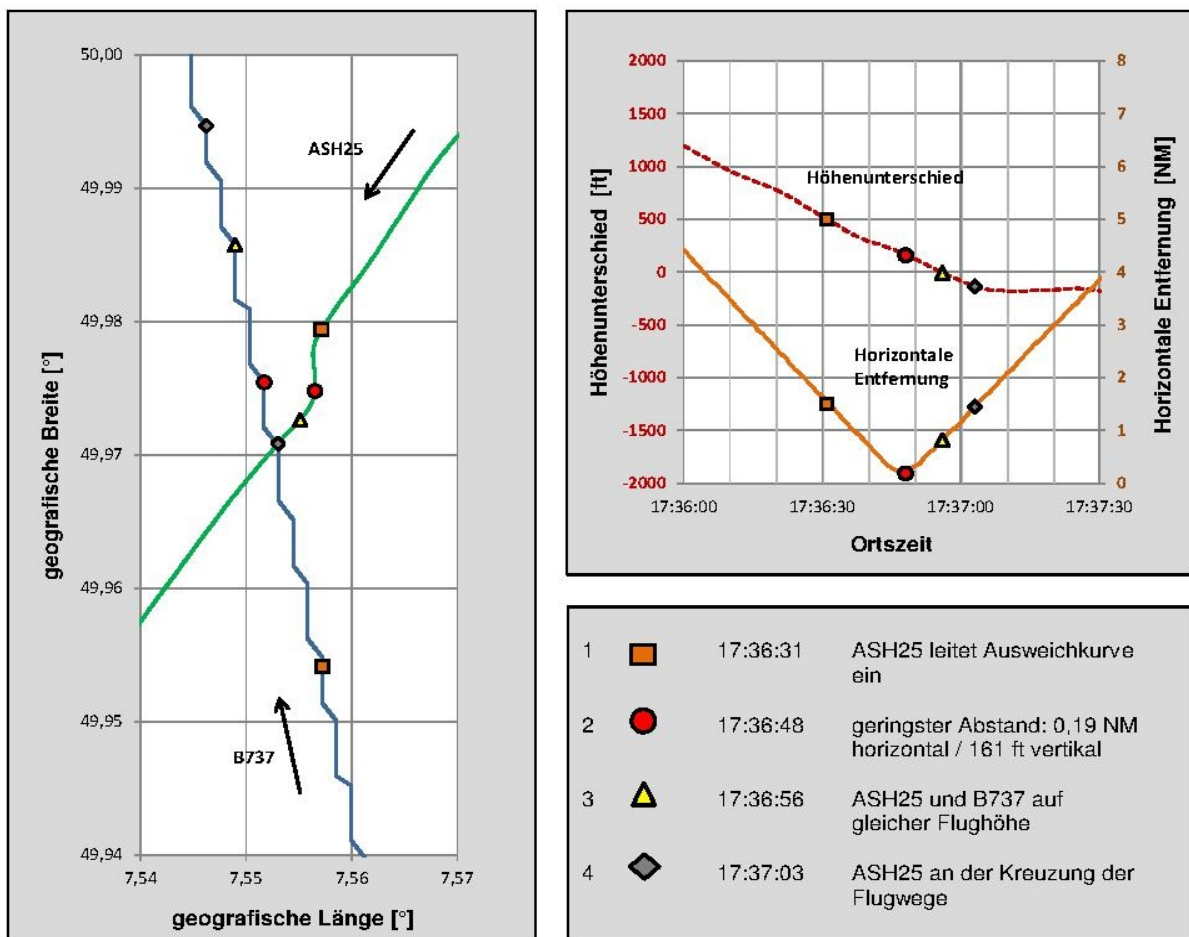 50,00
49,99
49,98
49,97
49,96
49,95
49,94
7,54 7,55 7,56 7,57
geografische Breite [°]
geografische Länge [°]
ASH25
B737
2000
1500
1000
500
0
-500
-1000
-1500
-2000
8
7
6
5
4
3
2
1
0
Höhenunterschied [ft]
Horizontale Entfernung [NM]
Höhenunterschied
Horizontale
Entfernung
17:36:00 17:36:30 17:37:00 17:37:30
Ortszeit
1 17:36:31 ASH25 leitet Ausweichkurve
ein
2 17:36:48 geringster Abstand: 0,19 NM
horizontal / 161 ft vertikal
3 17:36:56 ASH25 und B737 auf
gleicher Flughöhe
4 17:37:03 ASH25 an der Kreuzung der
Flugwege